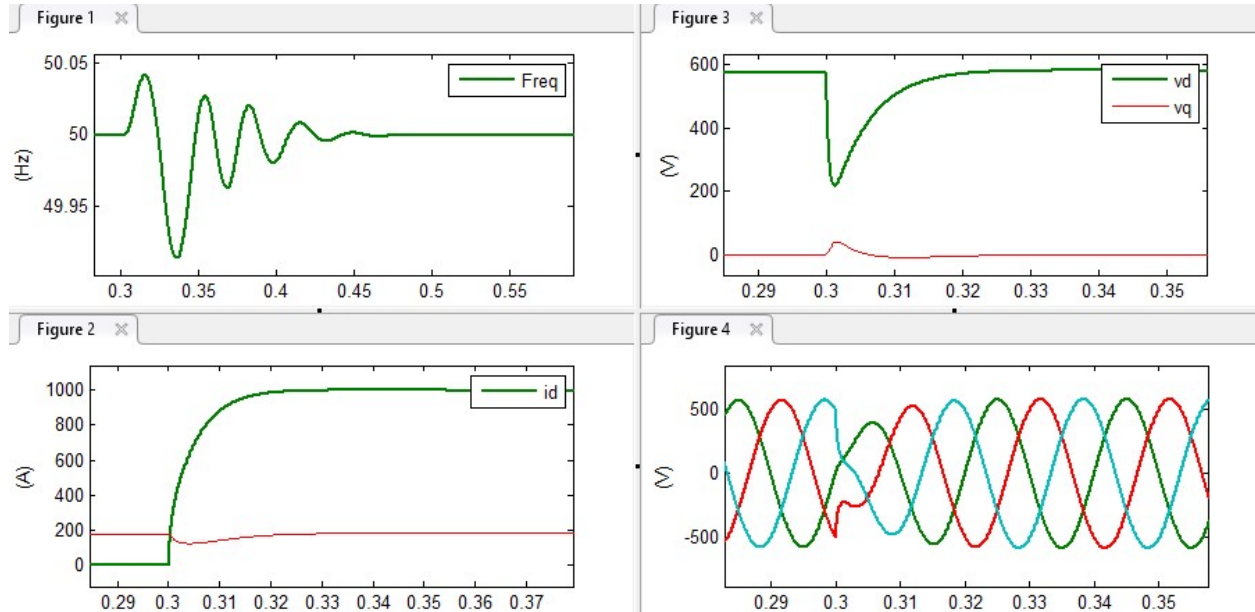 Figure 1
50.05
50
49.95
(Hz)
Freq
0.3 0.35 0.4 0.45 0.5 0.55
Figure 3
600
400
200
0
(V)
vd
vq
0.29 0.3 0.31 0.32 0.33 0.34 0.35
Figure 2
1000
800
600
400
200
0
(A)
id
0.29 0.3 0.31 0.32 0.33 0.34 0.35 0.36 0.37
Figure 4
500
0
-500
(V)
0.29 0.3 0.31 0.32 0.33 0.34 0.35